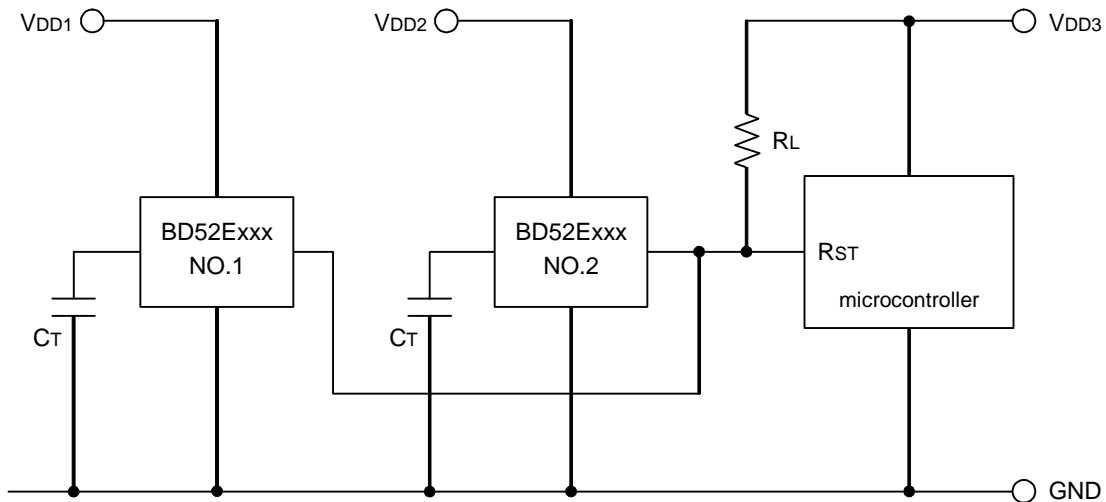 VDD1
VDD2
VDD3
RL
BD52Exxx
NO.1
BD52Exxx
NO.2
RST
microcontroller
CT
CT
GND